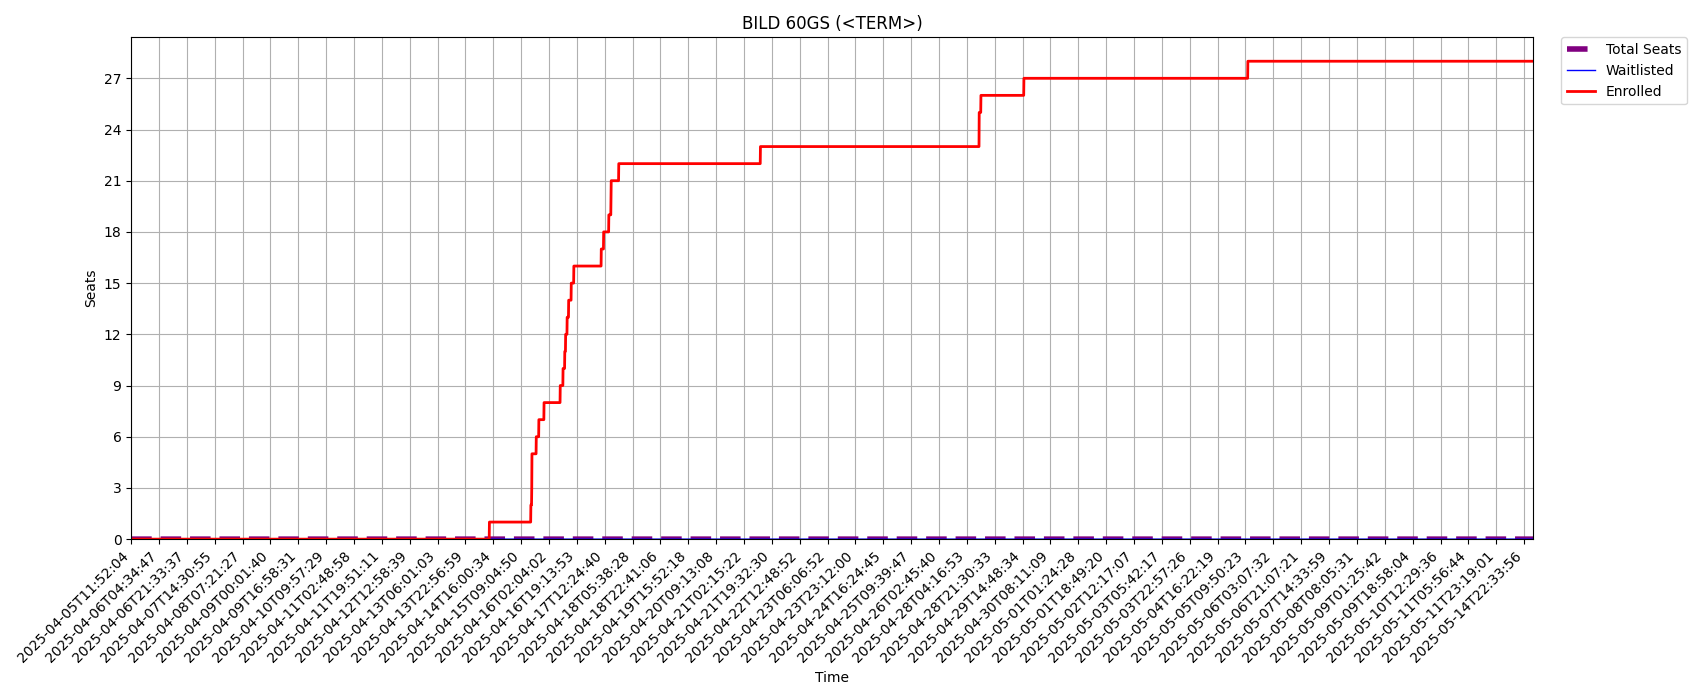 BILD 60GS (<TERM>)
Total Seats
Waitlisted
Enrolled
Seats
27
24
21
18
15
12
9
6
3
0
2025-04-05T11:52:04
2025-04-06T04:34:47
2025-04-06T21:33:37
2025-04-07T14:30:55
2025-04-08T07:21:27
2025-04-09T00:01:40
2025-04-09T16:58:31
2025-04-10T09:57:29
2025-04-11T02:48:58
2025-04-11T19:51:11
2025-04-12T12:58:39
2025-04-13T06:01:03
2025-04-13T22:56:59
2025-04-14T16:00:34
2025-04-15T09:04:50
2025-04-16T02:04:02
2025-04-16T19:13:53
2025-04-17T12:24:40
2025-04-18T05:38:28
2025-04-18T22:41:06
2025-04-19T15:52:18
2025-04-20T09:13:08
2025-04-21T02:15:22
2025-04-21T19:32:30
2025-04-22T12:48:52
2025-04-23T06:06:52
2025-04-23T23:12:00
2025-04-24T16:24:45
2025-04-25T09:39:47
2025-04-26T02:45:40
2025-04-28T04:16:53
2025-04-28T21:30:33
2025-04-29T14:48:34
2025-04-30T08:11:09
2025-05-01T01:24:28
2025-05-01T18:49:20
2025-05-02T12:17:07
2025-05-03T05:42:17
2025-05-03T22:57:26
2025-05-04T16:22:19
2025-05-05T09:50:23
2025-05-06T03:07:32
2025-05-06T21:07:21
2025-05-07T14:33:59
2025-05-08T08:05:31
2025-05-09T01:25:42
2025-05-09T18:58:04
2025-05-10T12:29:36
2025-05-11T05:56:44
2025-05-11T23:19:01
2025-05-14T22:33:56
Time